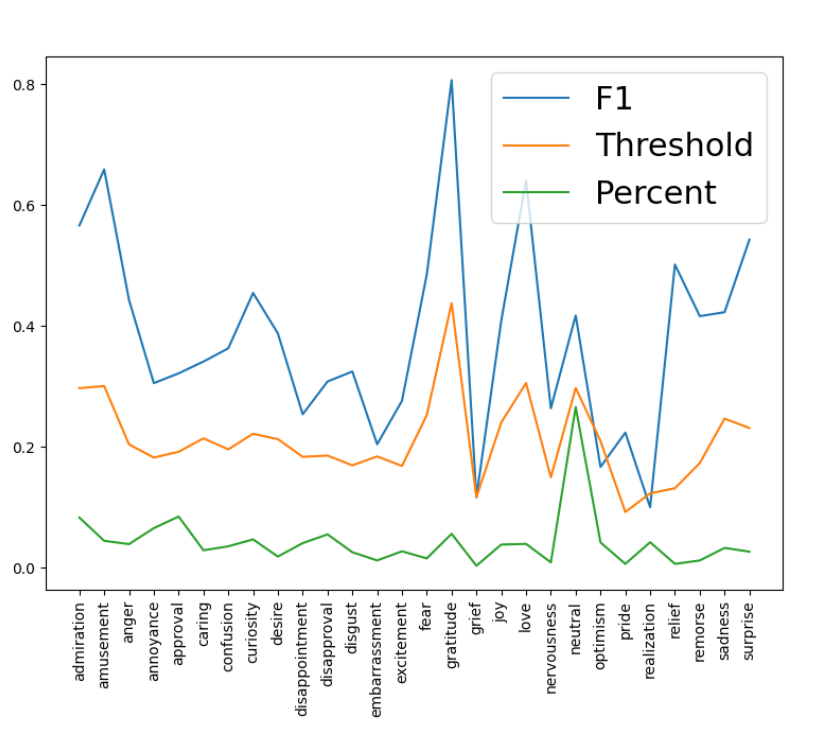 0.8
0.6
0.4
0.2
0.0
F1
Threshold
Percent
admiration
amusement
anger
annoyance
approval
caring
confusion
curiosity
desire
disappointment
disapproval
disgust
embarrassment
excitement
fear
gratitude
grief
joy
love
nervousness
neutral
optimism
pride
realization
relief
remorse
sadness
surprise